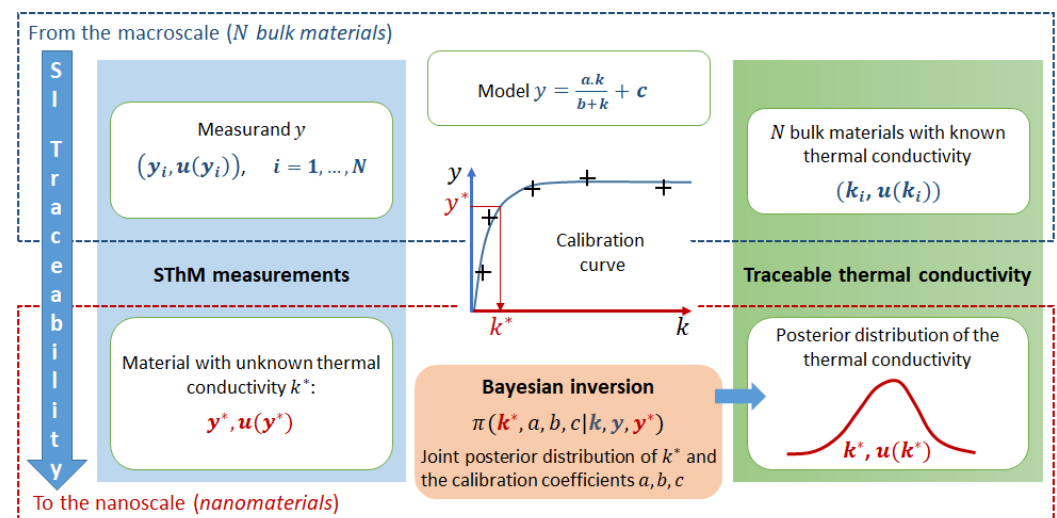 From the macroscale (N bulk materials)
SI Traceability
Measurand y
(yᵢ, u(yᵢ)), i = 1, …, N
SThM measurements
Material with unknown thermal
conductivity k*:
y*, u(y*)
Model y = a.k / b+k + c
y
y*
Calibration
curve
k*
k
Bayesian inversion
π(k*, a, b, c|k, y, y*)
Joint posterior distribution of k* and
the calibration coefficients a, b, c
N bulk materials with known
thermal conductivity
(kᵢ, u(kᵢ))
Traceable thermal conductivity
Posterior distribution of the
thermal conductivity
k*, u(k*)
To the nanoscale (nanomaterials)